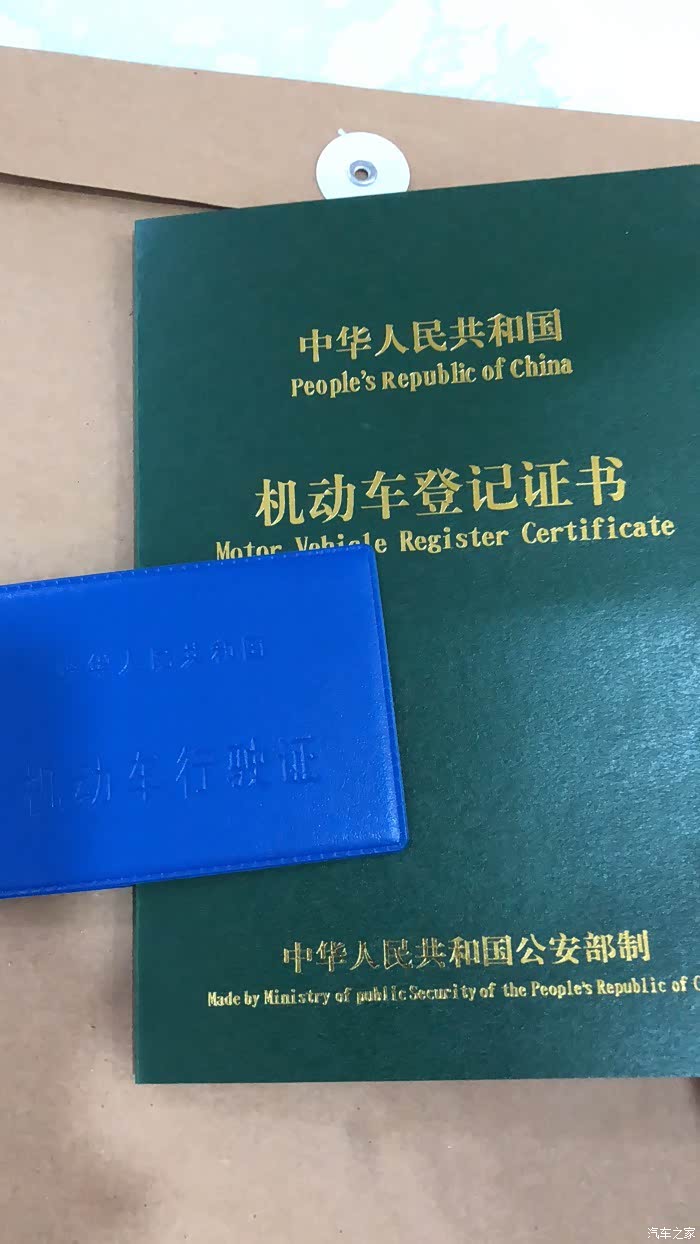 中华人民共和国
People's Republic of China
机动车登记证书
Motor Vehicle Register Certificate
中华人民共和国
机动车行驶证
中华人民共和国公安部制
Made by Ministry of public Security of the People's Republic of C
汽车之家